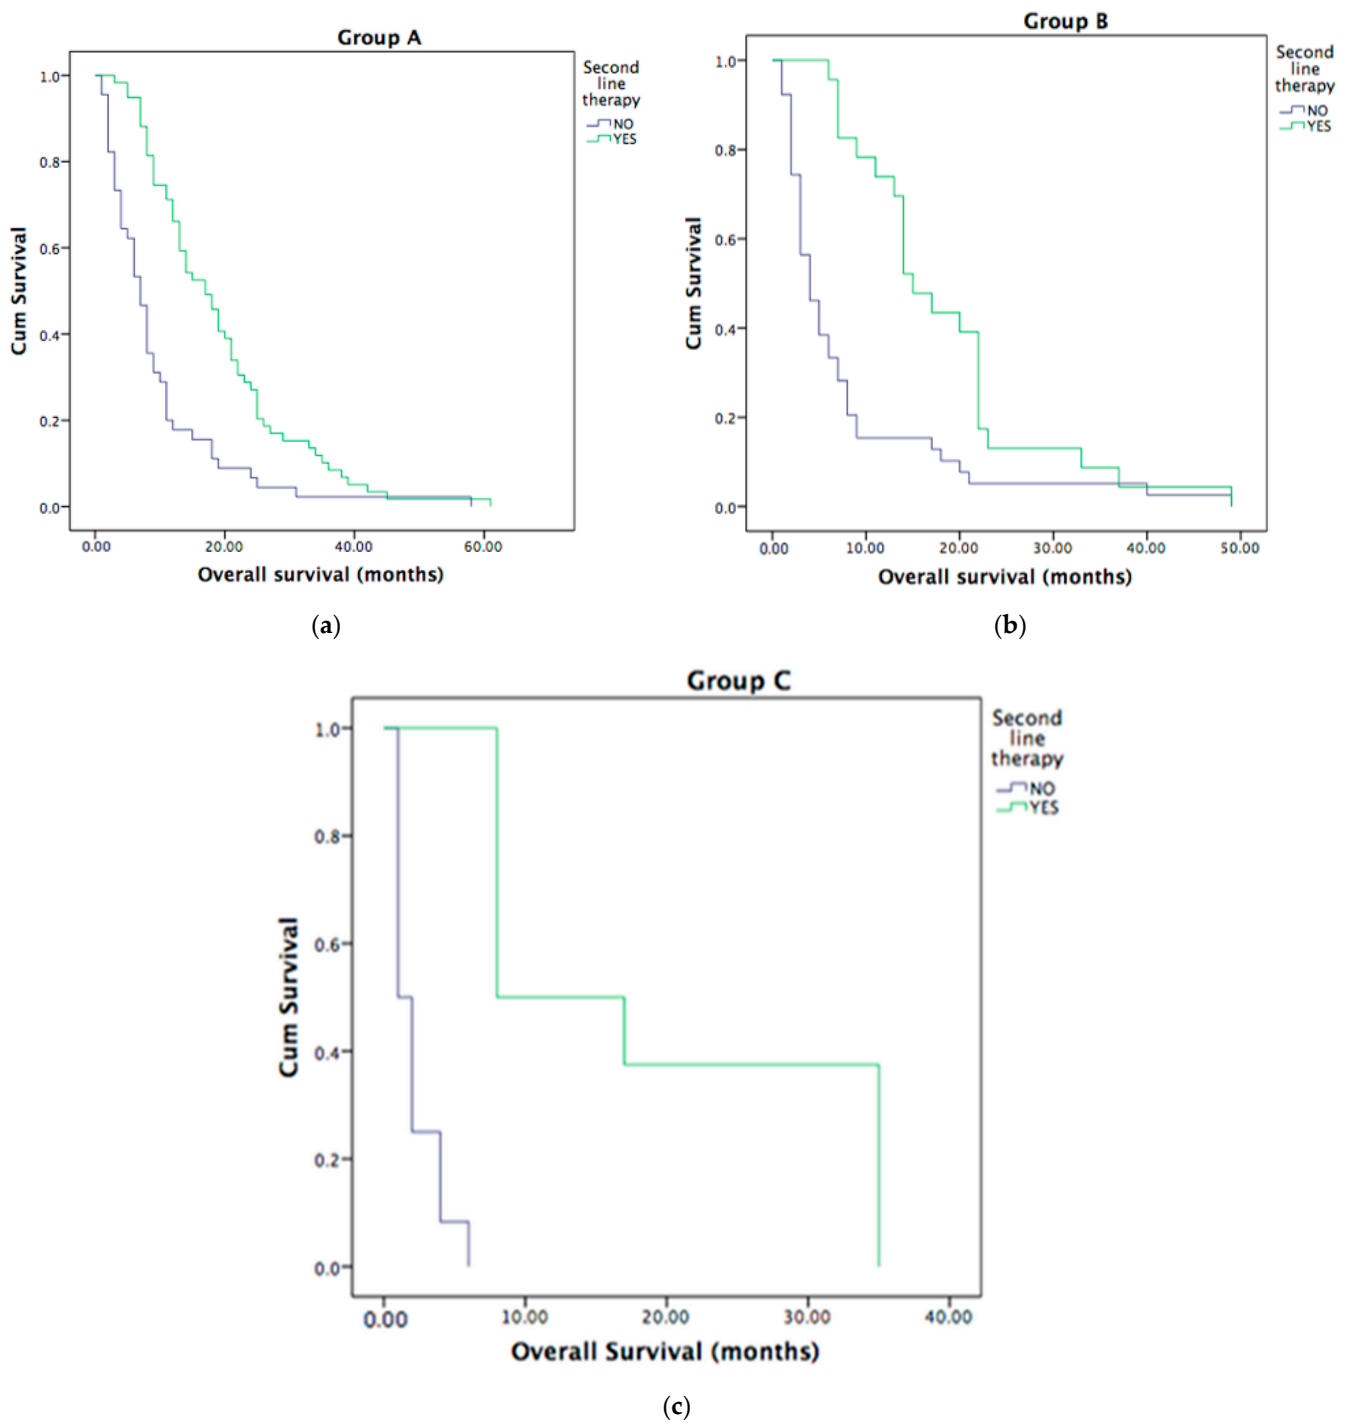 Group A
Second
line
therapy
NO
YES
1.0
0.8
0.6
0.4
0.2
0.0
Cum Survival
0.00 20.00 40.00 60.00
Overall survival (months)
(a)
Group B
Second
line
therapy
NO
YES
1.0
0.8
0.6
0.4
0.2
0.0
Cum Survival
0.00 10.00 20.00 30.00 40.00 50.00
Overall survival (months)
(b)
Group C
Second
line
therapy
NO
YES
1.0
0.8
0.6
0.4
0.2
0.0
Cum Survival
0.00 10.00 20.00 30.00 40.00
Overall Survival (months)
(c)